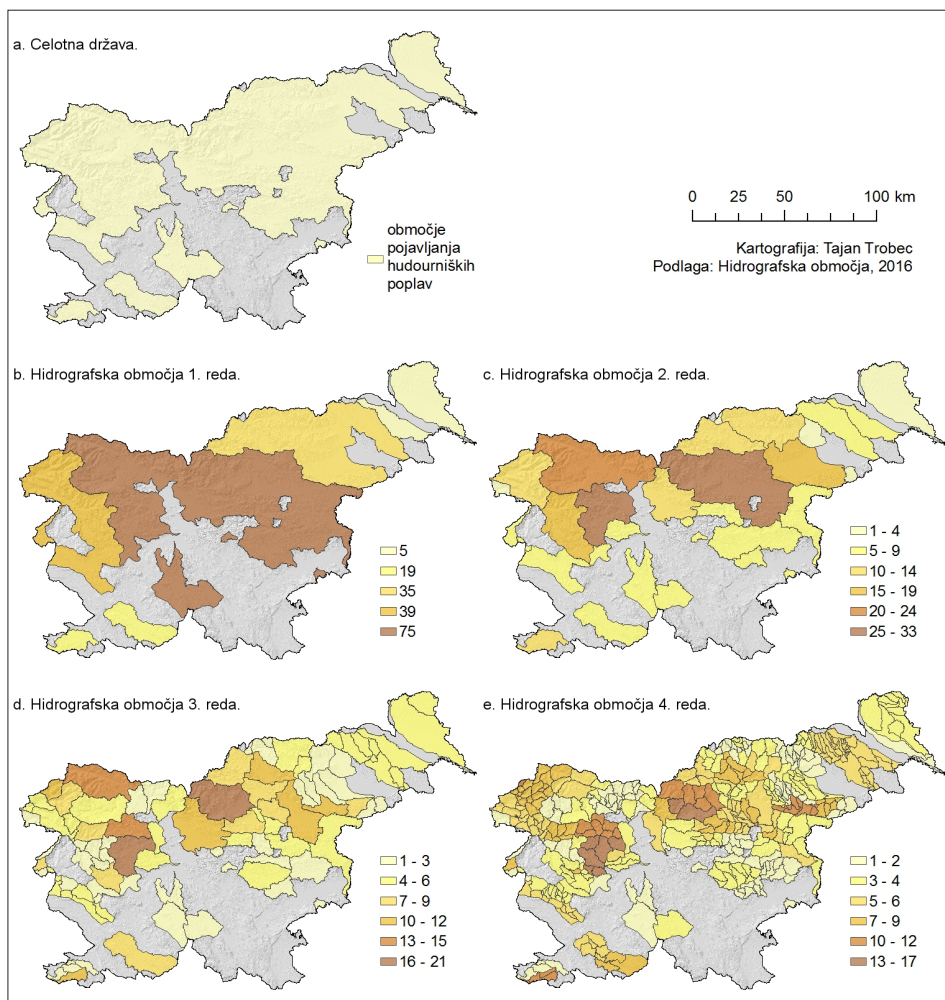 a. Celotna država.
območje
pojavljanja
hudourniških
poplav
0 25 50 100 km
Kartografija: Tajan Trobec
Podlaga: Hidrografska območja, 2016
b. Hidrografska območja 1. reda.
5
19
35
39
75
c. Hidrografska območja 2. reda.
1 - 4
5 - 9
10 - 14
15 - 19
20 - 24
25 - 33
d. Hidrografska območja 3. reda.
1 - 3
4 - 6
7 - 9
10 - 12
13 - 15
16 - 21
e. Hidrografska območja 4. reda.
1 - 2
3 - 4
5 - 6
7 - 9
10 - 12
13 - 17